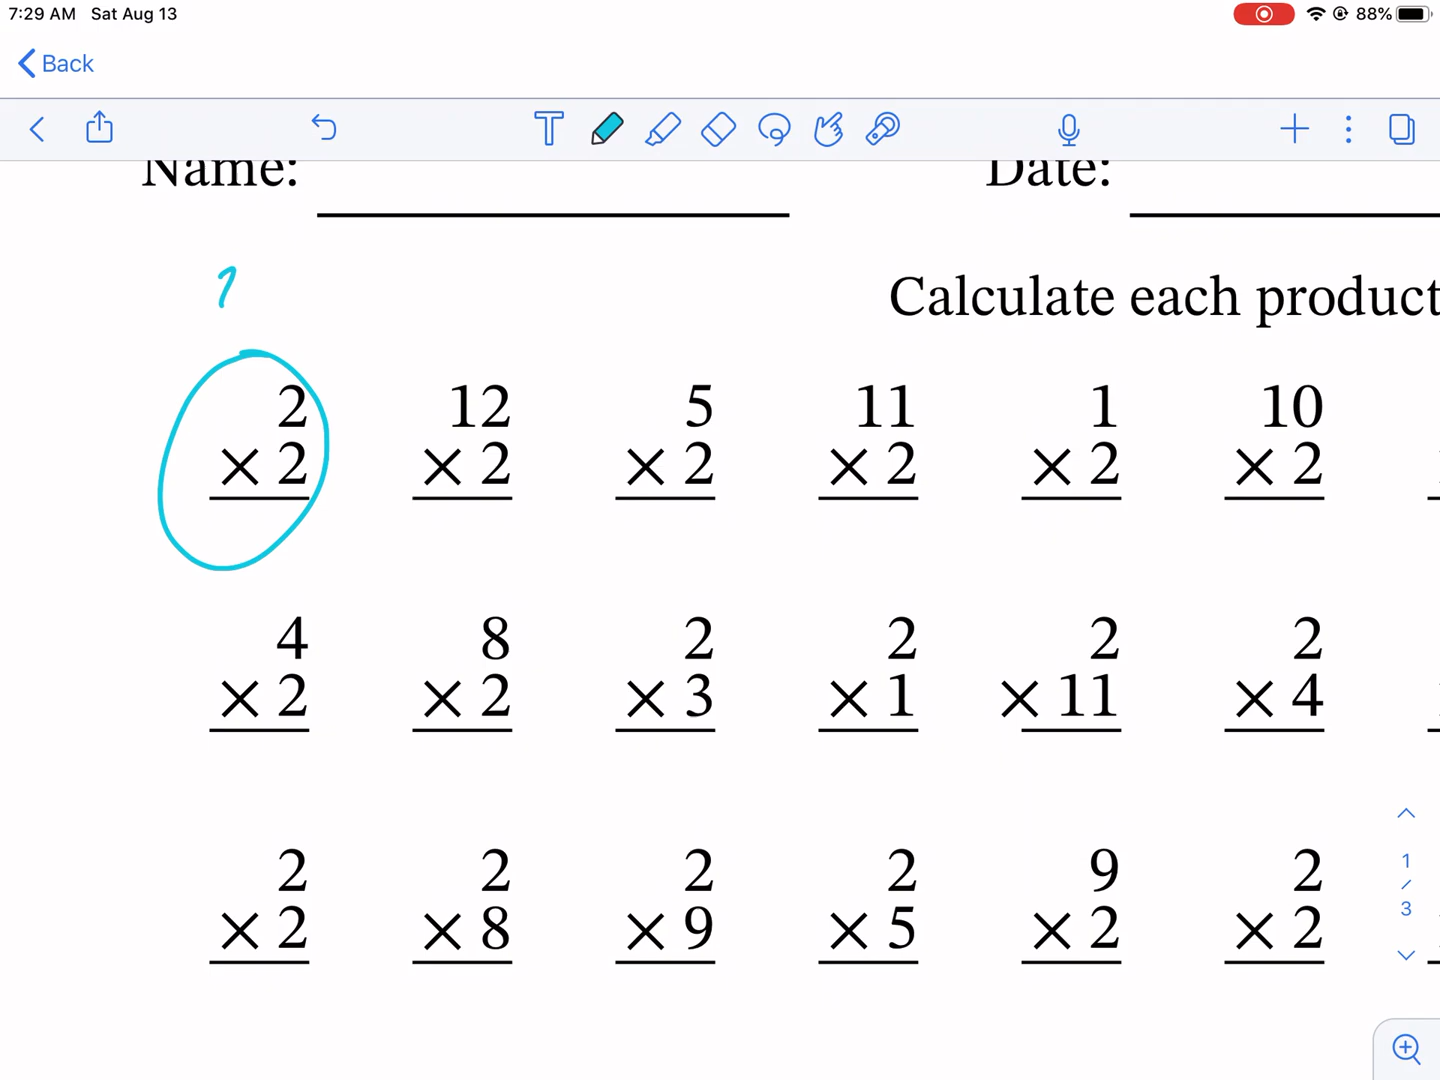 7:29 AM Sat Aug 13 88%
Back
Name: Date:
1
Calculate each product
2 12 5 11 1 10
× 2 × 2 × 2 × 2 × 2 × 2
4 8 2 2 2 2
× 2 × 2 × 3 × 1 × 11 × 4
1
/
3
2 2 2 2 9 2
× 2 × 8 × 9 × 5 × 2 × 2